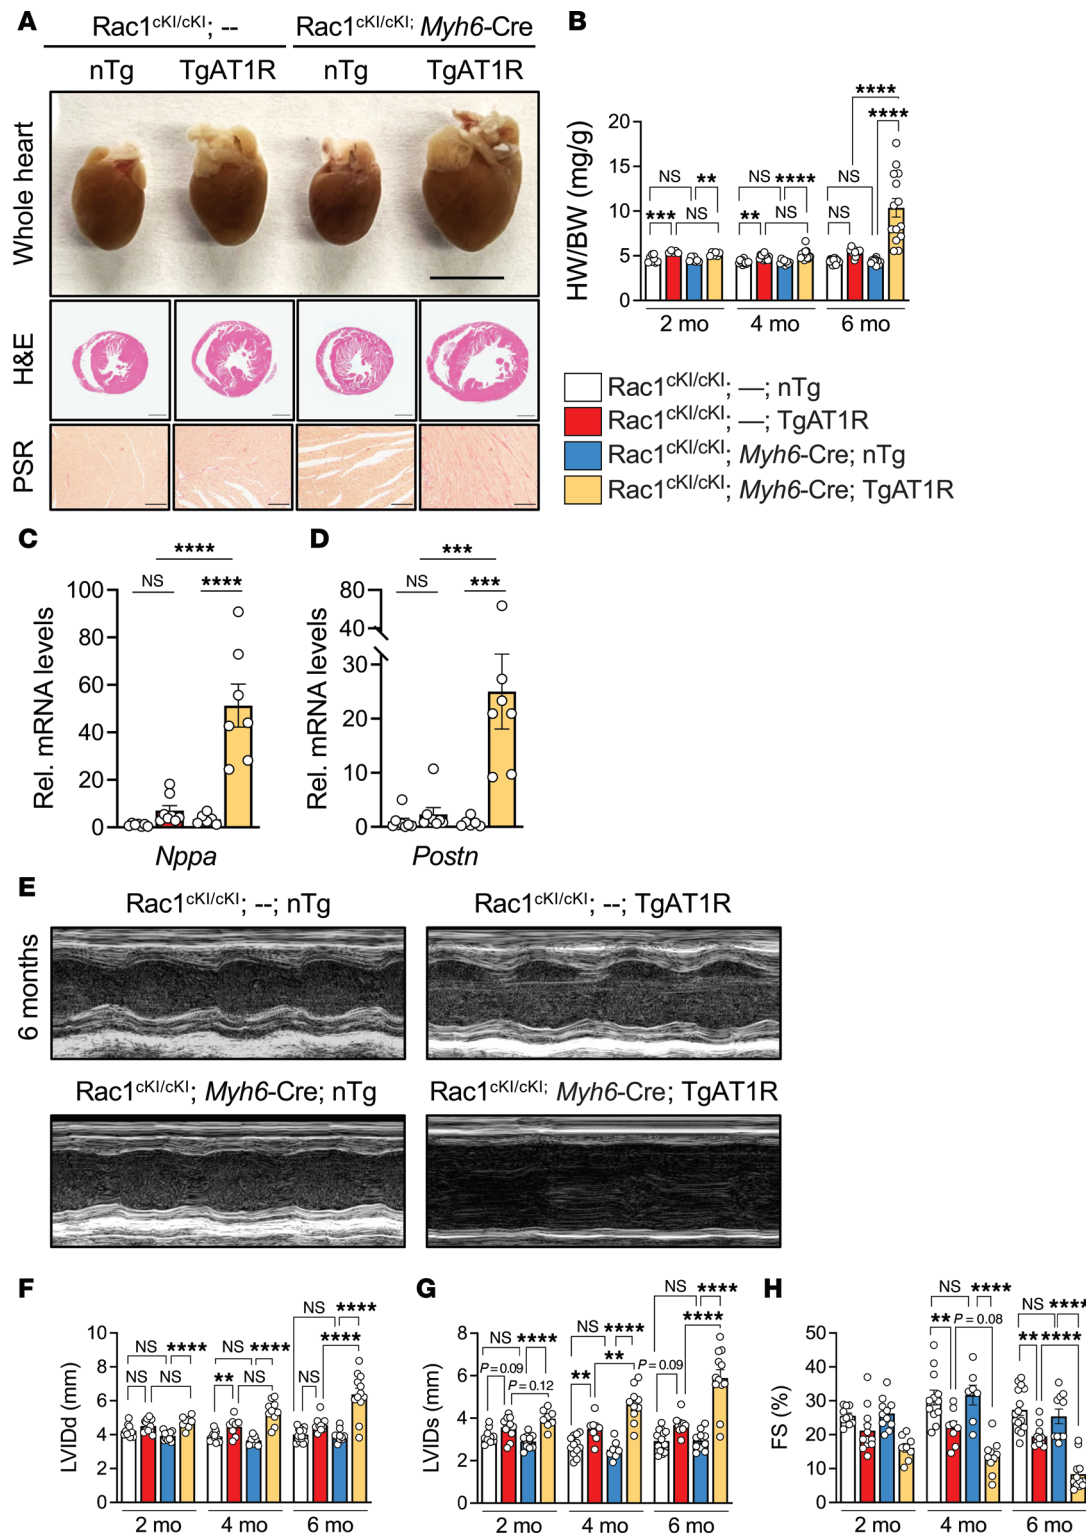 A
Rac1cKI/cKI; --
Rac1cKI/cKI; Myh6-Cre
nTg
TgAT1R
nTg
TgAT1R
Whole heart
H&E
PSR
B
HW/BW (mg/g)
20
15
10
5
0
NS
**
***
NS
NS
****
**
NS
****
****
NS
NS
2 mo
4 mo
6 mo
Rac1cKI/cKI; —; nTg
Rac1cKI/cKI; —; TgAT1R
Rac1cKI/cKI; Myh6-Cre; nTg
Rac1cKI/cKI; Myh6-Cre; TgAT1R
C
Rel. mRNA levels
100
80
60
40
20
0
****
NS
****
Nppa
D
Rel. mRNA levels
80
40
30
20
10
0
***
NS
***
Postn
E
6 months
Rac1cKI/cKI; --; nTg
Rac1cKI/cKI; --; TgAT1R
Rac1cKI/cKI; Myh6-Cre; nTg
Rac1cKI/cKI; Myh6-Cre; TgAT1R
F
LVIDd (mm)
10
8
6
4
2
0
NS
****
NS
NS
NS
****
**
NS
NS
****
****
NS
2 mo
4 mo
6 mo
G
LVIDs (mm)
8
6
4
2
0
NS
****
P = 0.09
P = 0.12
NS
****
**
**
NS
****
****
P = 0.09
2 mo
4 mo
6 mo
H
FS (%)
50
40
30
20
10
0
NS
****
**
P = 0.08
NS
****
**
****
2 mo
4 mo
6 mo